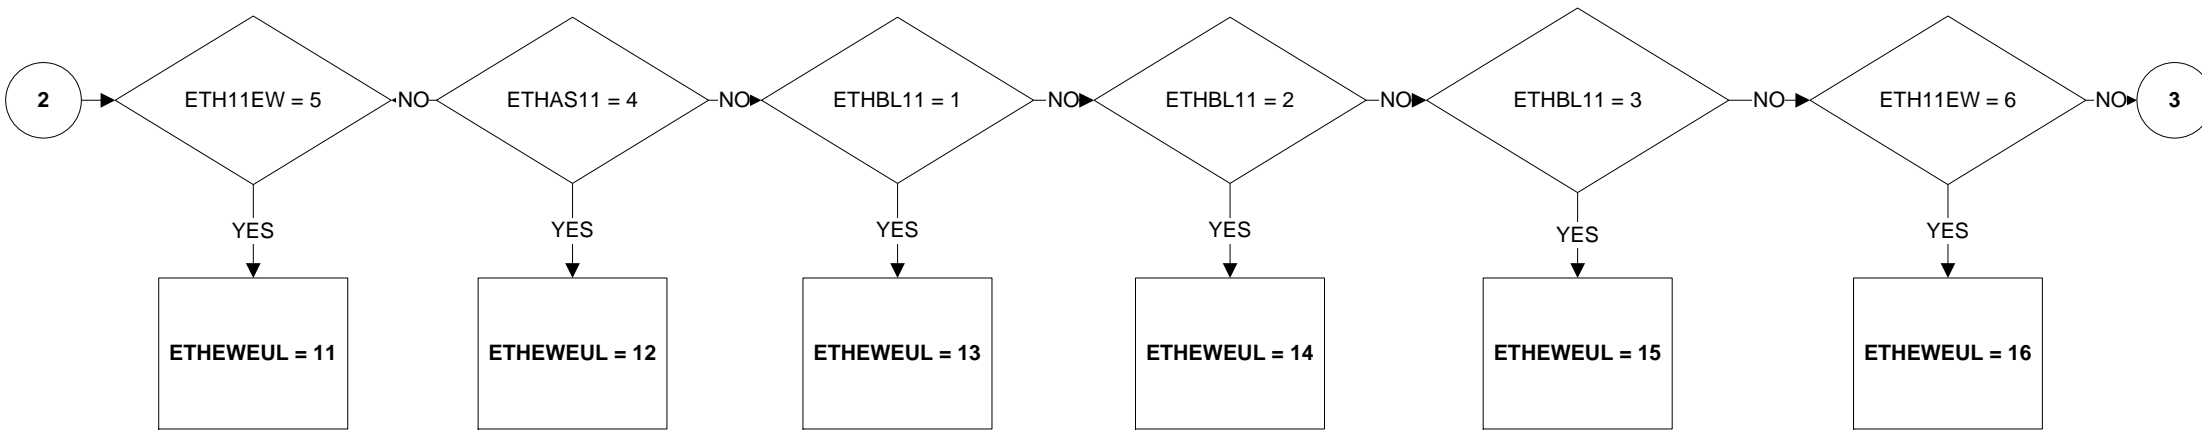 2
ETH11EW = 5
NO
ETHAS11 = 4
NO
ETHBL11 = 1
NO
ETHBL11 = 2
NO
ETHBL11 = 3
NO
ETH11EW = 6
NO
3
YES
YES
YES
YES
YES
YES
ETHEWEUL = 11
ETHEWEUL = 12
ETHEWEUL = 13
ETHEWEUL = 14
ETHEWEUL = 15
ETHEWEUL = 16